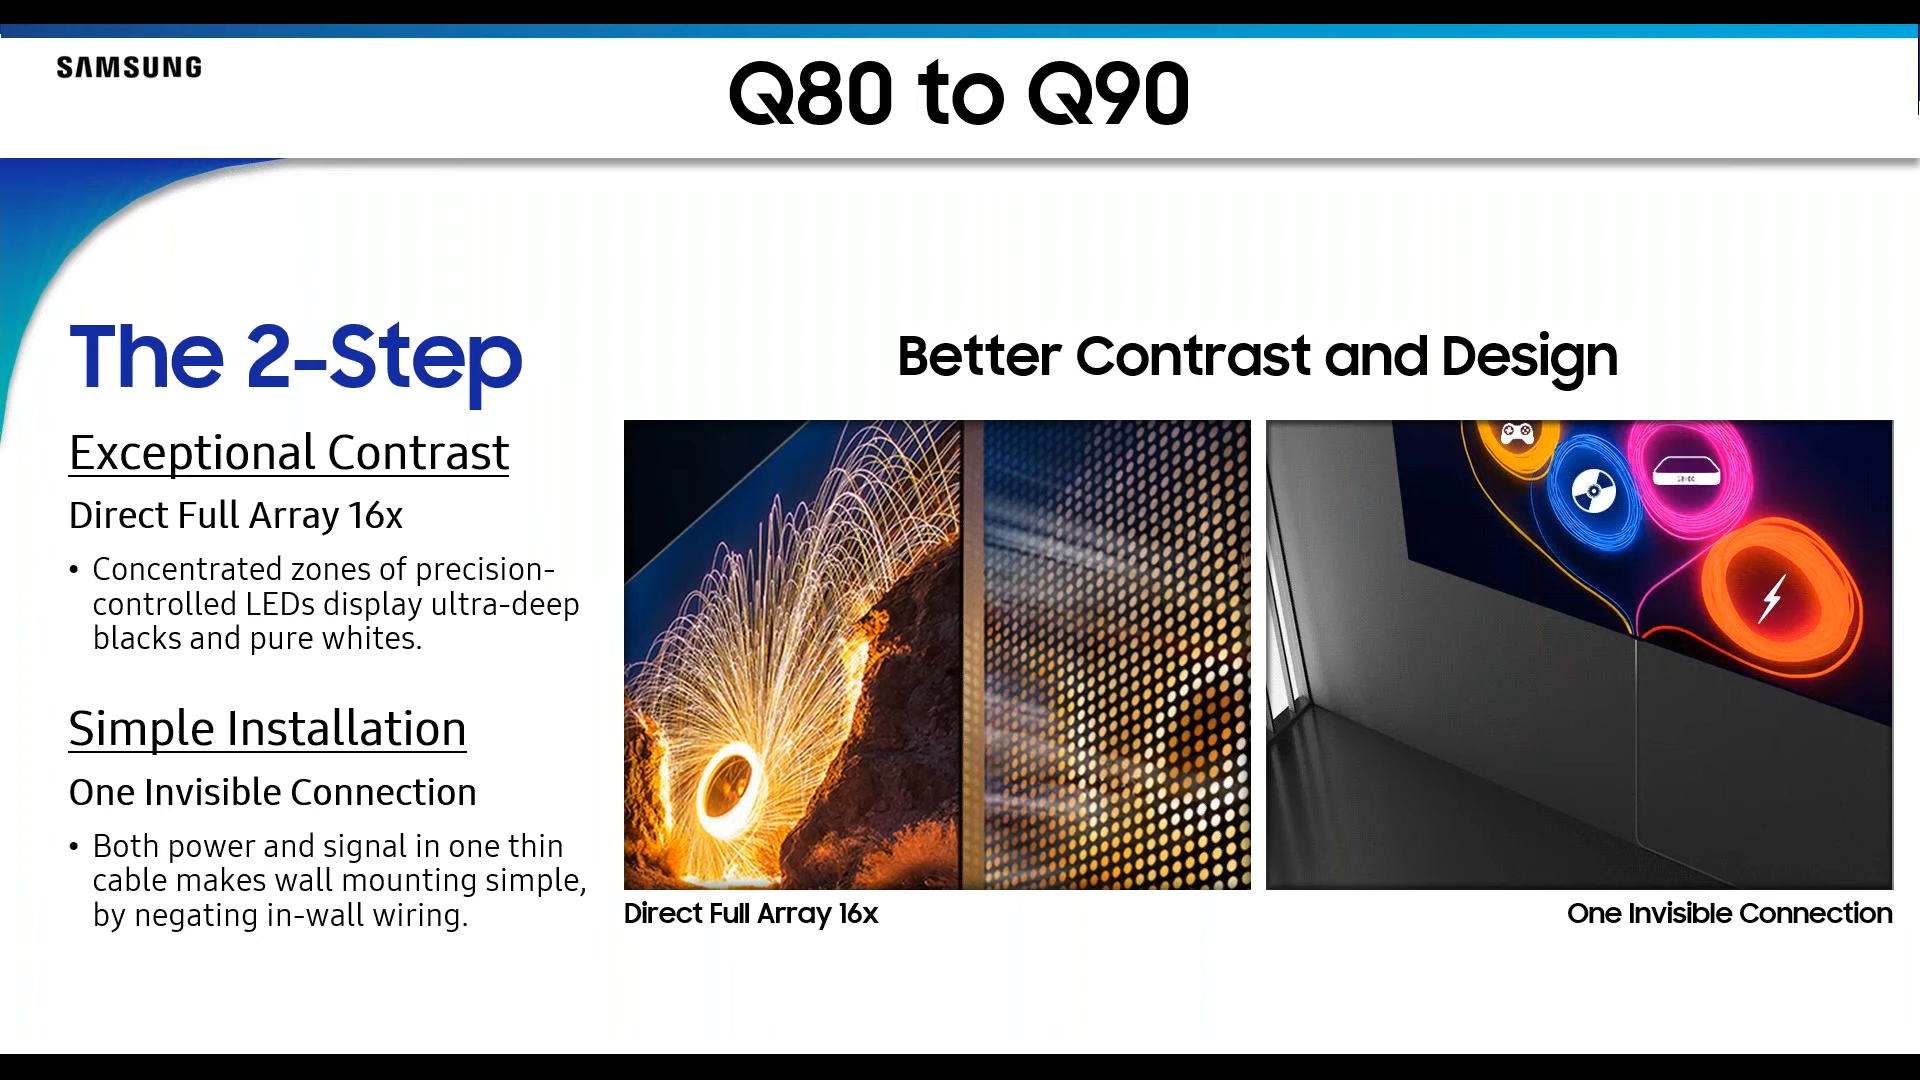 SAMSUNG
Q80 to Q90
The 2-Step
Exceptional Contrast
Direct Full Array 16x
• Concentrated zones of precision-
controlled LEDs display ultra-deep
blacks and pure whites.
Simple Installation
One Invisible Connection
• Both power and signal in one thin
cable makes wall mounting simple,
by negating in-wall wiring.
Better Contrast and Design
Direct Full Array 16x
One Invisible Connection